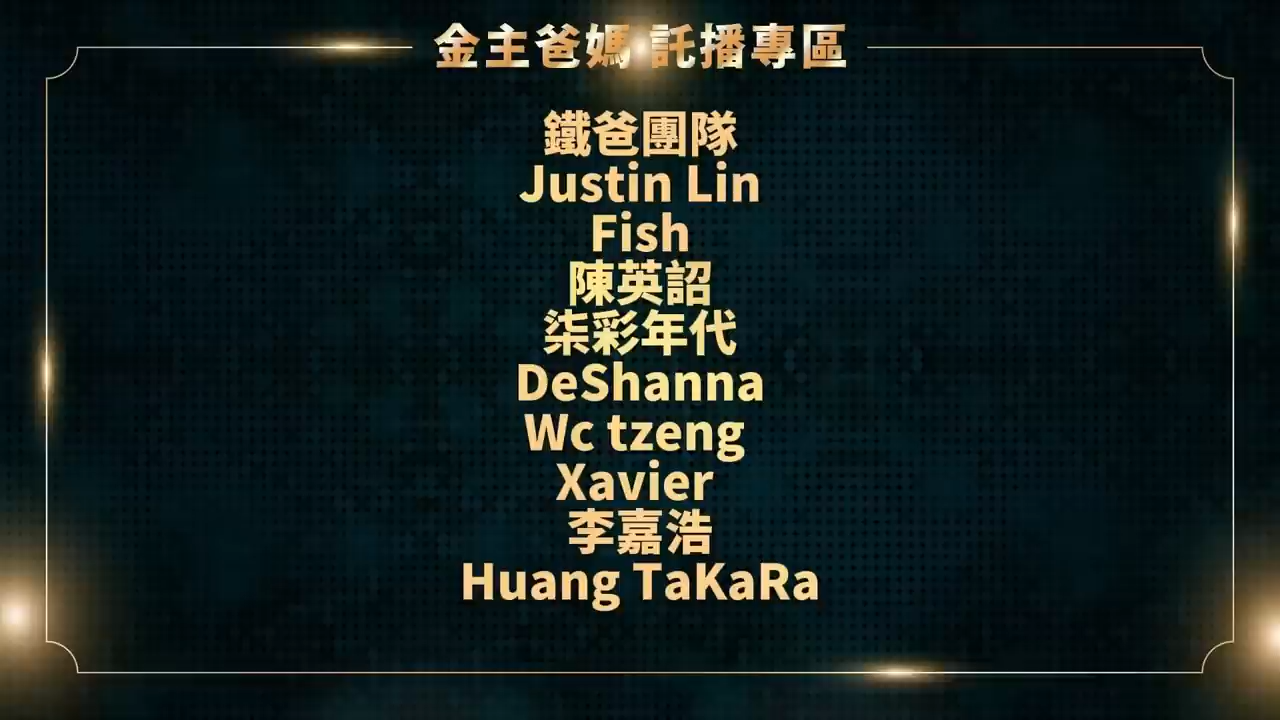 金主爸媽 託播專區
鐵爸團隊
Justin Lin
Fish
陳英詔
柒彩年代
DeShanna
Wc tzeng
Xavier
李嘉浩
Huang TaKaRa